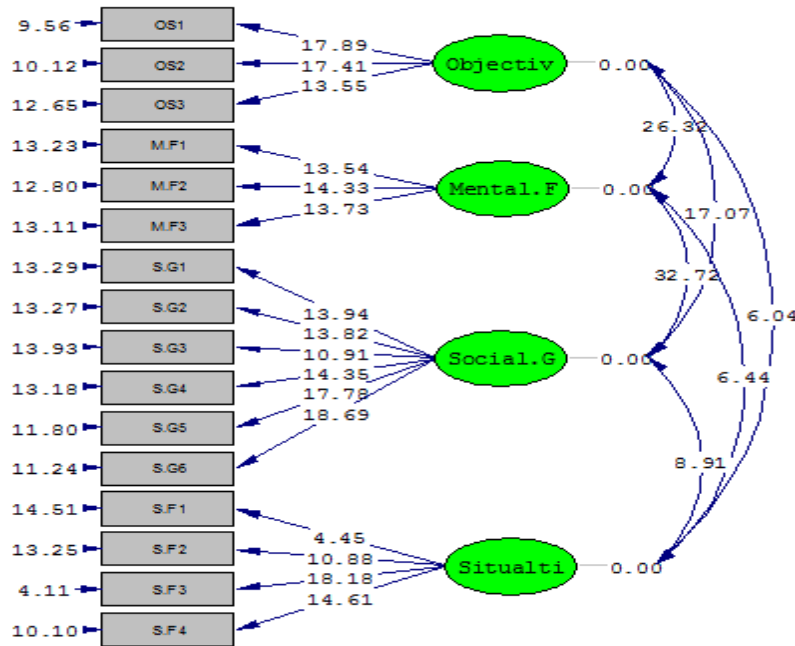 9.56 OS1
10.12 OS2
12.65 OS3
13.23 M.F1
12.80 M.F2
13.11 M.F3
13.29 S.G1
13.27 S.G2
13.93 S.G3
13.18 S.G4
11.80 S.G5
11.24 S.G6
14.51 S.F1
13.25 S.F2
4.11 S.F3
10.10 S.F4
17.89
17.41
13.55
13.54
14.33
13.73
13.94
13.82
10.91
14.35
17.78
18.69
4.45
10.88
18.18
14.61
Objectiv 0.00
Mental.F 0.00
Social.G 0.00
Situalti 0.00
26.32
17.07
32.72
6.04
6.44
8.91